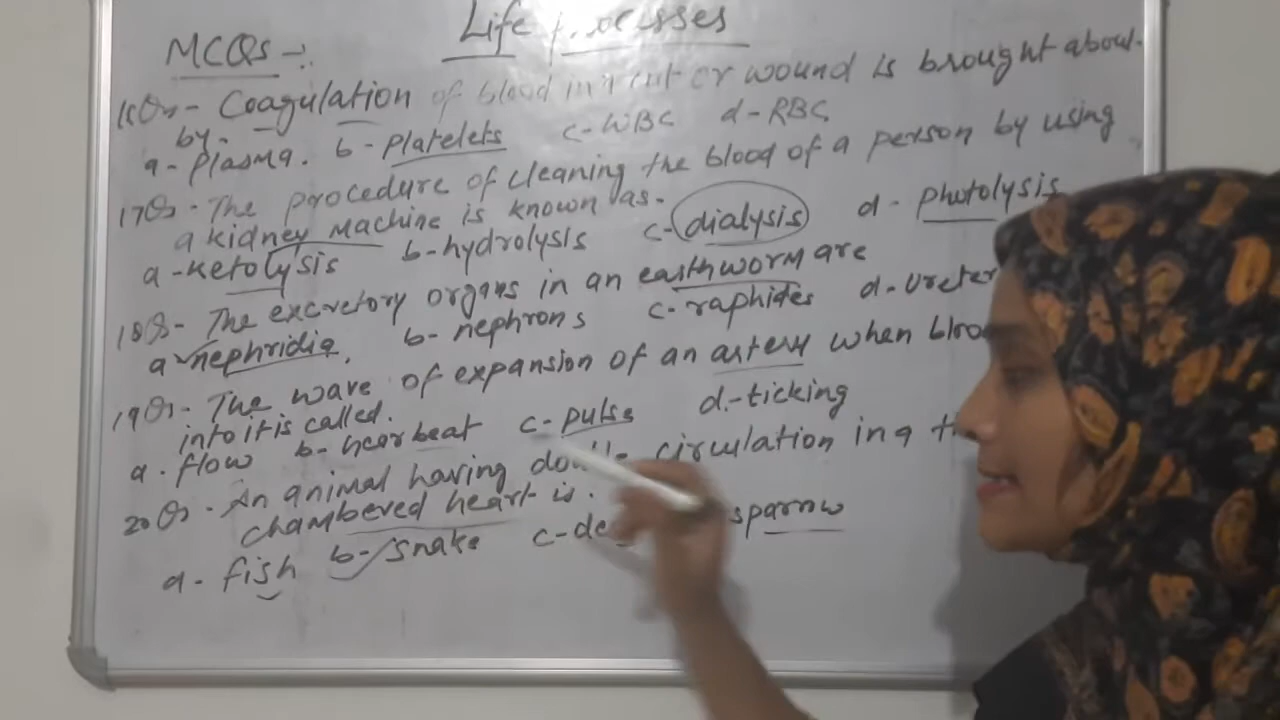 Life processes
MCQs -:
16Qs- Coagulation of blood in a cut or wound is brought about
by.
a- plasma. b- platelets c- WBC d- RBC
17Qs- The procedure of cleaning the blood of a person by using
a kidney machine is known as.
a- ketolysis b- hydrolysis c- dialysis d- photolysis
18Qs- The excretory organs in an earthworm are
a nephridia. b- nephrons c- raphides d- Ureter
19Qs- The wave of expansion of an artery when
into it is called.
a. flow b- hearbeat c- pulse d.- ticking
20Qs. An animal having circulation in a
chambered heart is.
a- fish b- snake c- sparrow